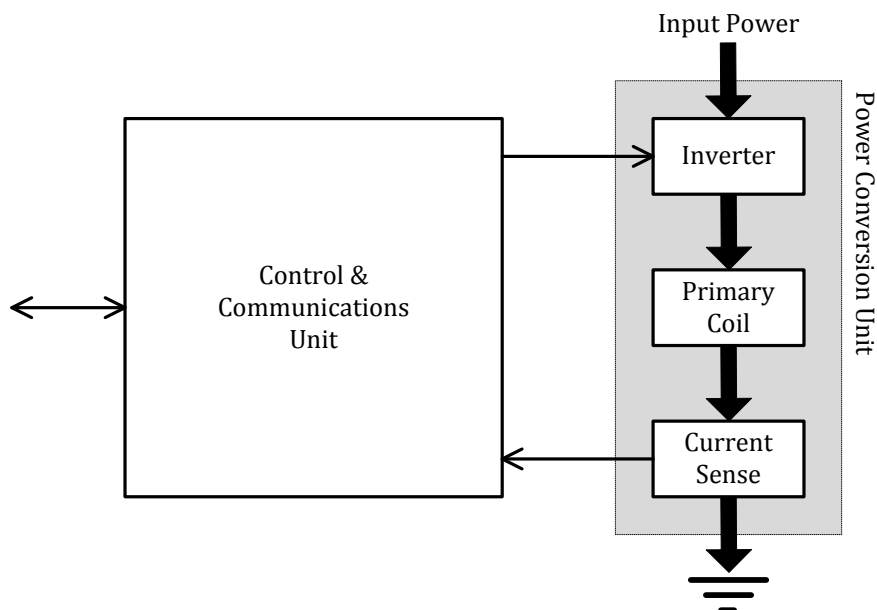 Input Power
Inverter
Control &
Communications
Unit
Primary
Coil
Current
Sense
Power Conversion Unit